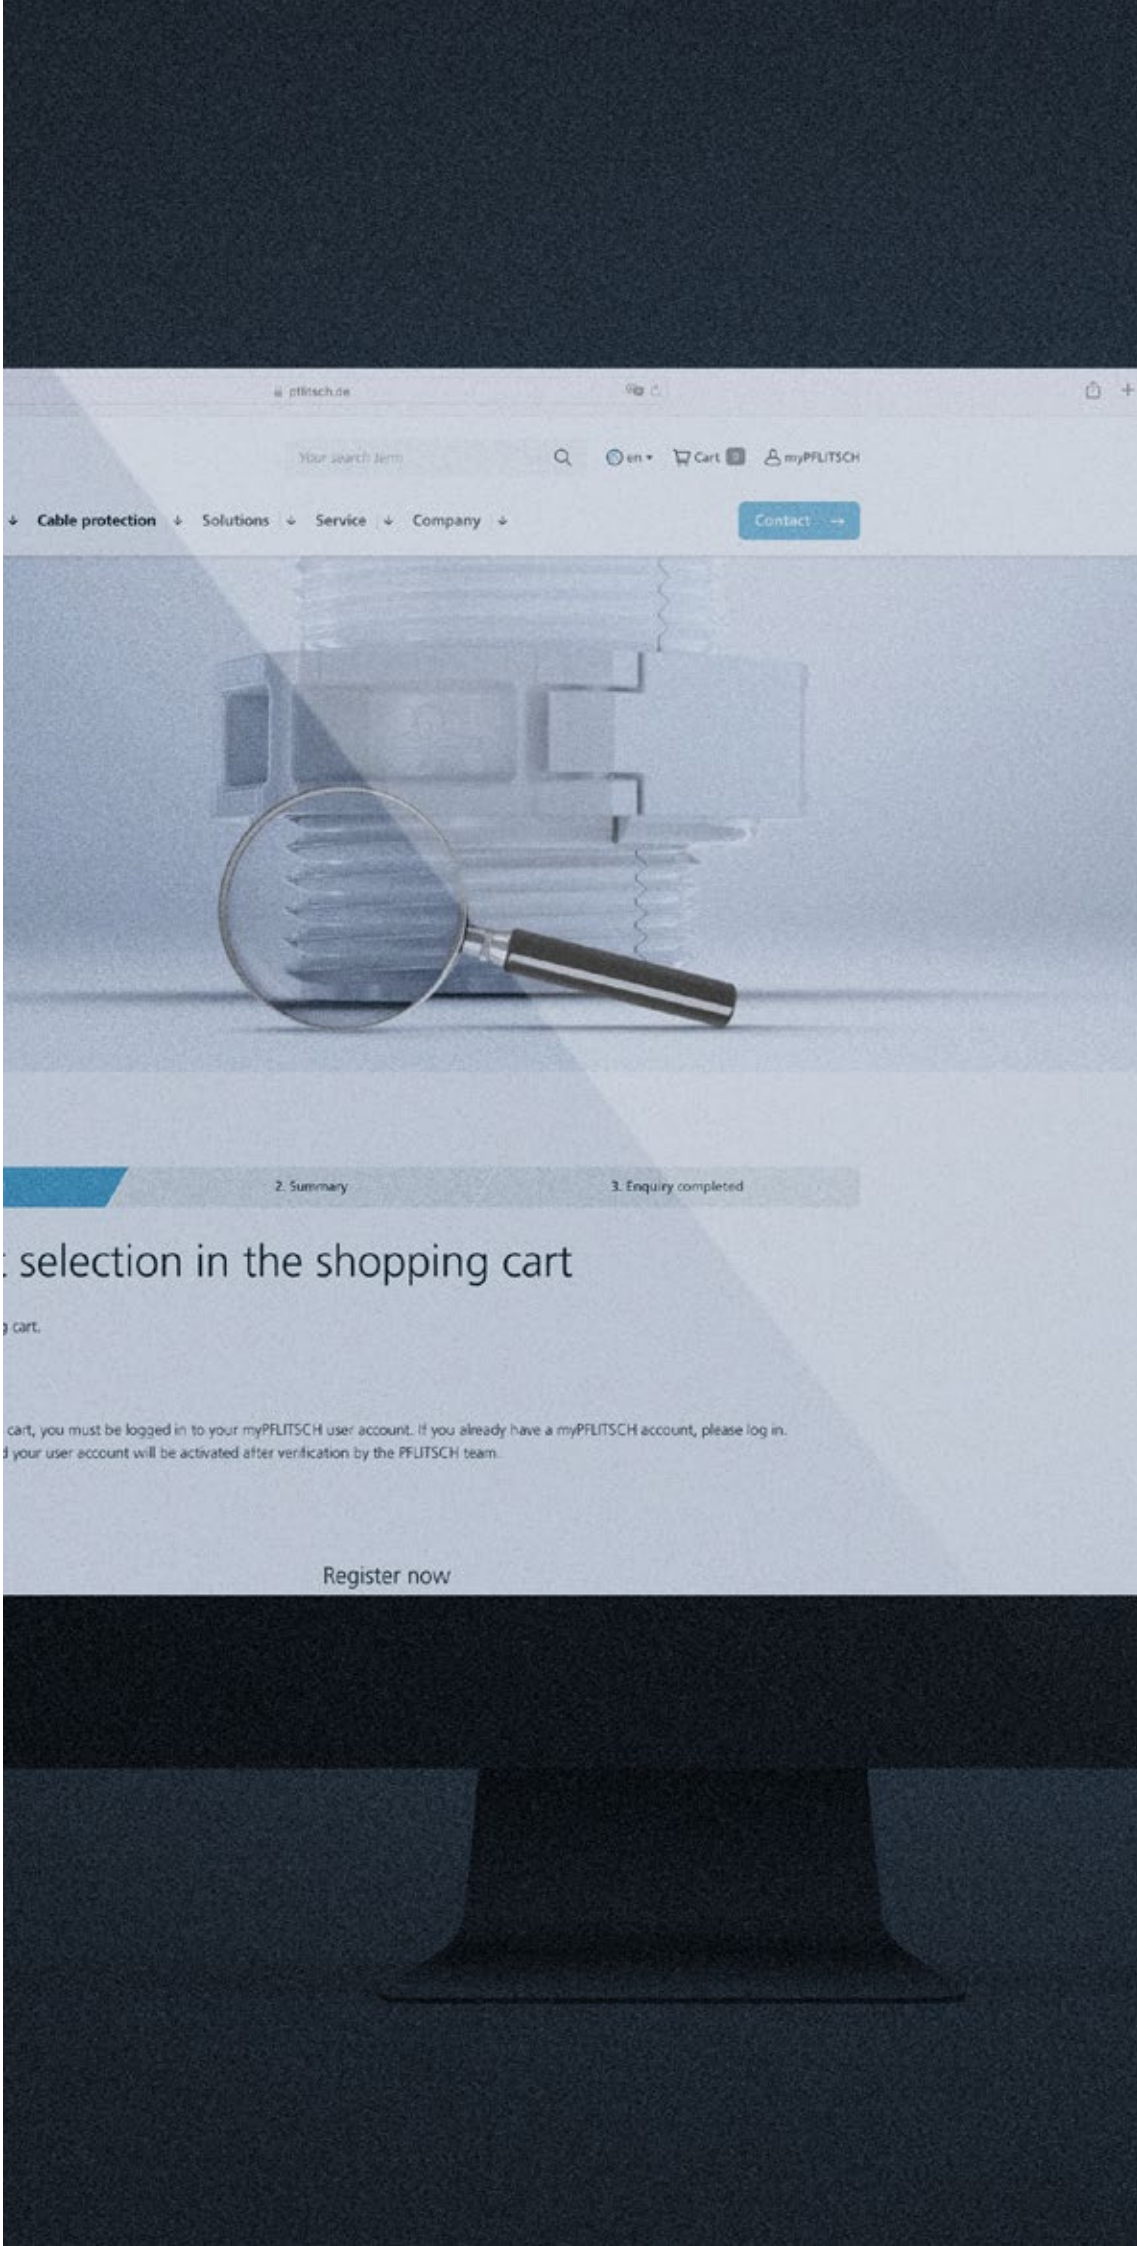 pflitsch.de
Your search term
en
Cart 0
myPFLITSCH
Cable protection
Solutions
Service
Company
Contact
2. Summary
3. Enquiry completed
selection in the shopping cart
cart.
cart, you must be logged in to your myPFLITSCH user account. If you already have a myPFLITSCH account, please log in.
your user account will be activated after verification by the PFLITSCH team.
Register now